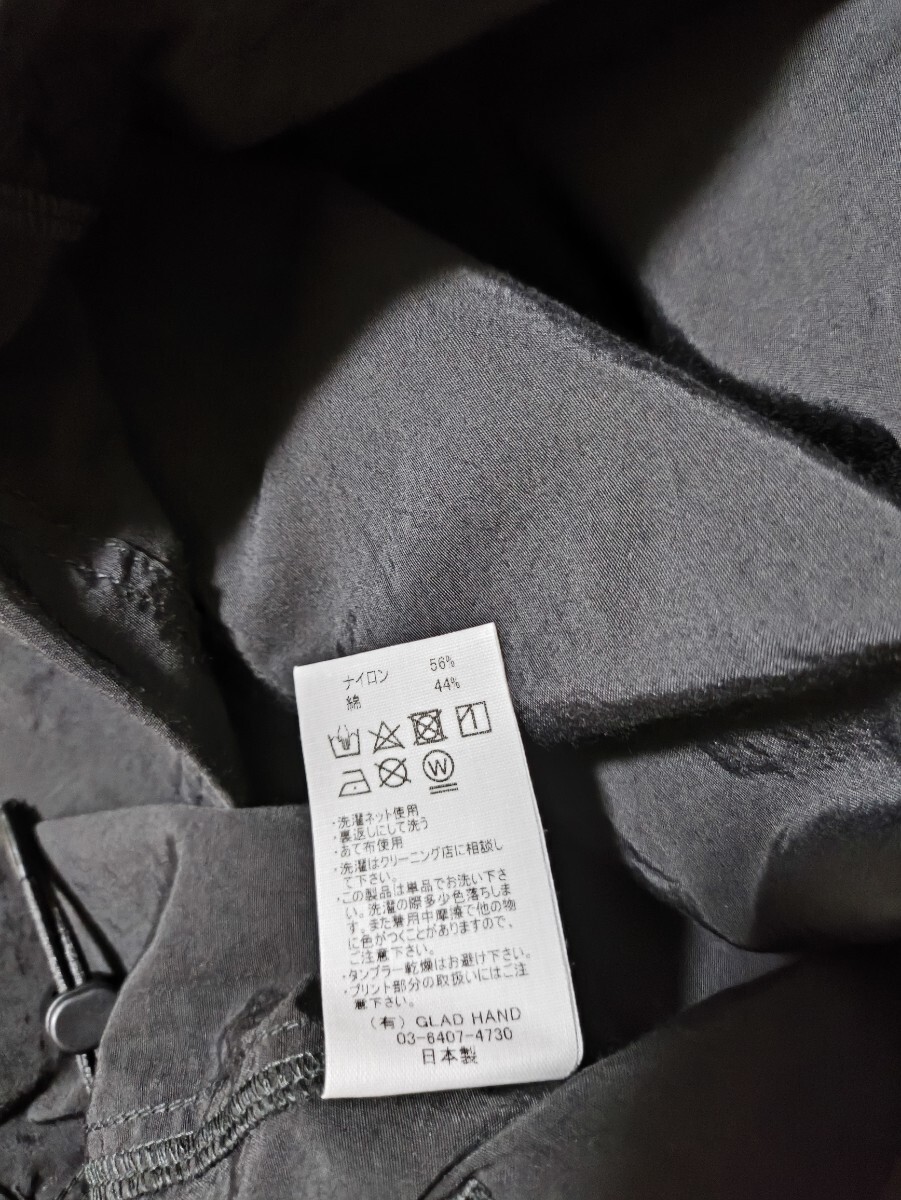 ナイロン 56%
綿 44%
W
・洗濯ネット使用
・裏返しにして洗う
・あて布使用
・洗濯はクリーニング店に相談し
て下さい。
・この製品は単品でお洗い下さ
い。洗濯の際多少色落ちしま
す。また着用中摩擦で他の物
に色がつくことがありますので、
ご注意下さい。
・タンブラー乾燥はお避け下さい。
・プリント部分の取扱いにはご注
意下さい。
(有) GLAD HAND
03-6407-4730
日本製